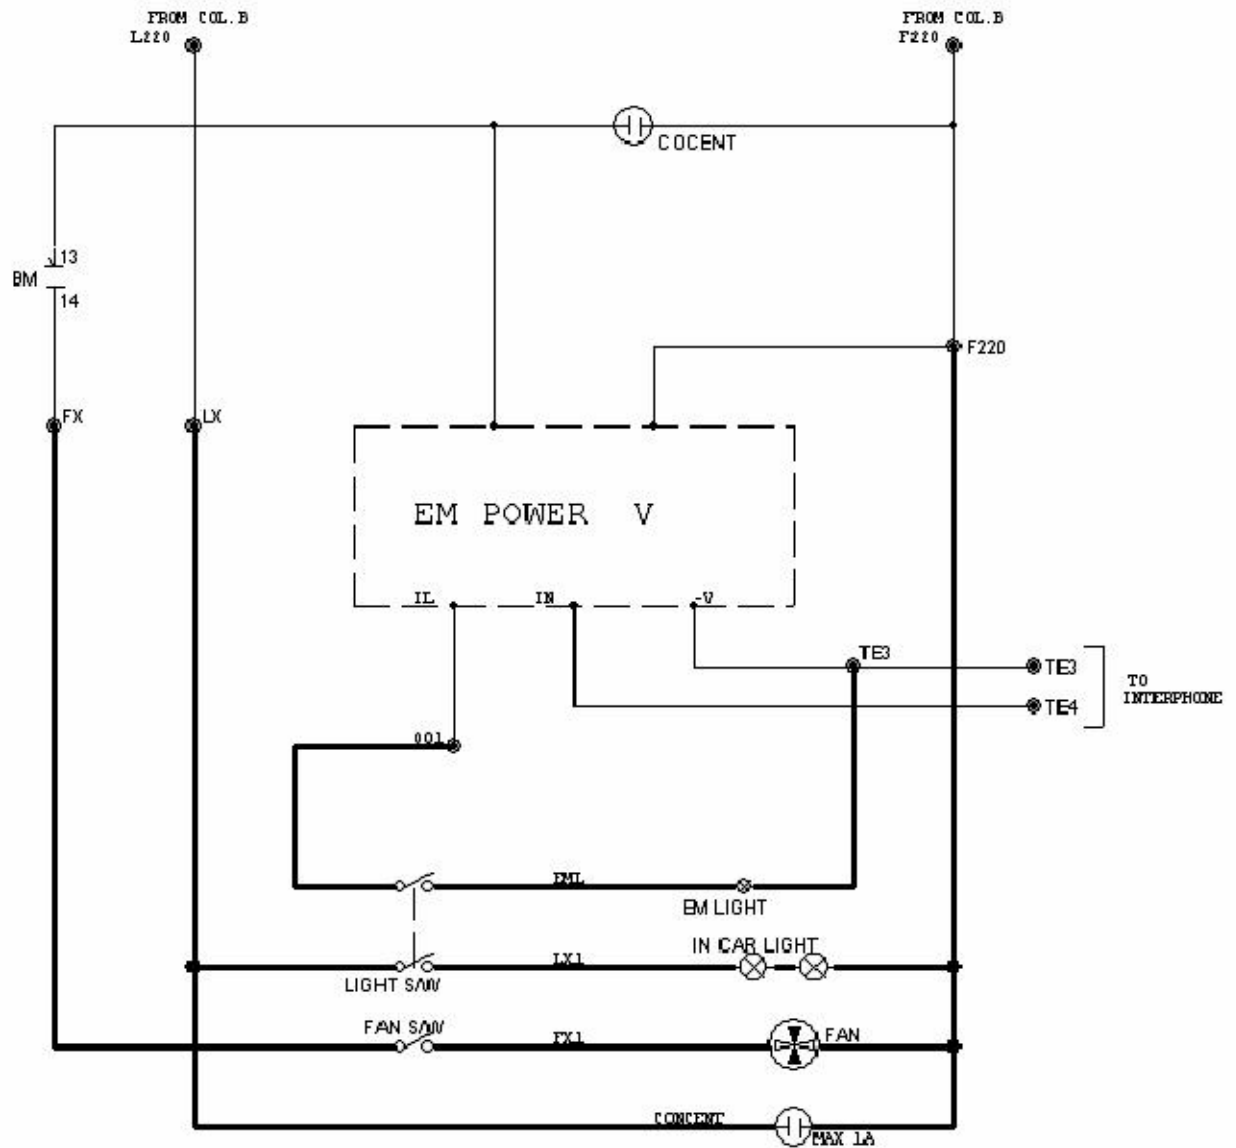 FROM COL.B
L220
FROM COL.B
F220
COCENT
13
BM
14
F220
FX
LX
EM POWER V
IL
IN
-V
TE3
TE3
TE4
TO
INTERPHONE
001
EML
EM LIGHT
IN CAR LIGHT
LX1
LIGHT S/W
FAN S/W
FX1
FAN
CONCENT
MAX 1A